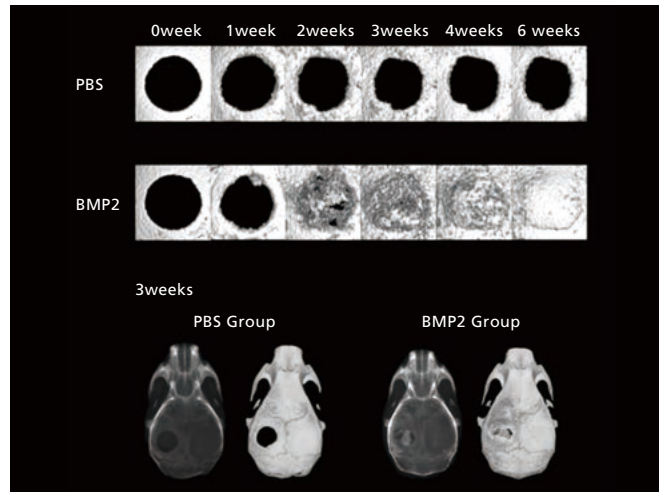 0week 1week 2weeks 3weeks 4weeks 6 weeks
PBS
BMP2
3weeks
PBS Group BMP2 Group